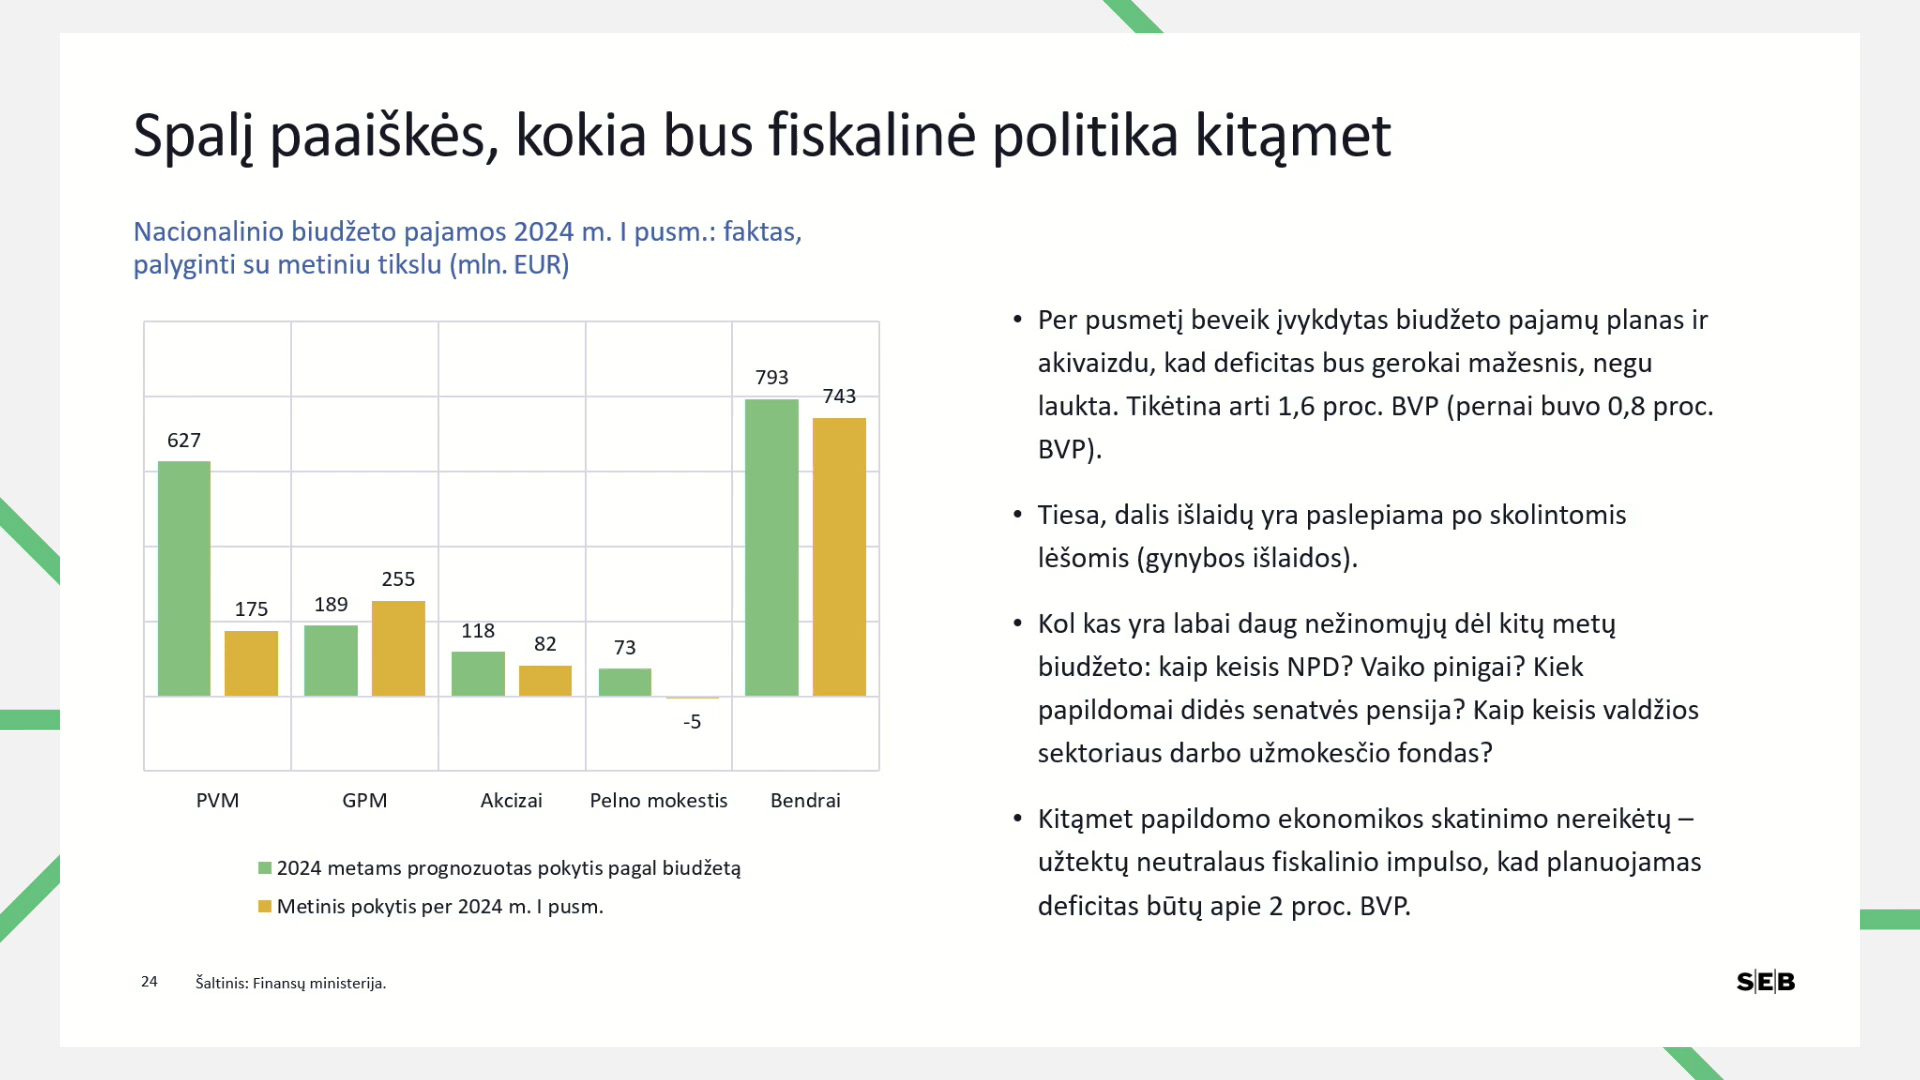 Spalį paaiškės, kokia bus fiskalinė politika kitąmet
Nacionalinio biudžeto pajamos 2024 m. I pusm.: faktas,
palyginti su metiniu tikslu (mln. EUR)
793
743
627
255
175
189
118
82
73
-5
PVM
GPM
Akcizai
Pelno mokestis
Bendrai
2024 metams prognozuotas pokytis pagal biudžetą
Metinis pokytis per 2024 m. I pusm.
• Per pusmetį beveik įvykdytas biudžeto pajamų planas ir
akivaizdu, kad deficitas bus gerokai mažesnis, negu
laukta. Tikėtina arti 1,6 proc. BVP (pernai buvo 0,8 proc.
BVP).
• Tiesa, dalis išlaidų yra paslepiama po skolintomis
lėšomis (gynybos išlaidos).
• Kol kas yra labai daug nežinomųjų dėl kitų metų
biudžeto: kaip keisis NPD? Vaiko pinigai? Kiek
papildomai didės senatvės pensija? Kaip keisis valdžios
sektoriaus darbo užmokesčio fondas?
• Kitąmet papildomo ekonomikos skatinimo nereikėtų –
užtektų neutralaus fiskalinio impulso, kad planuojamas
deficitas būtų apie 2 proc. BVP.
24
Šaltinis: Finansų ministerija.
SEB